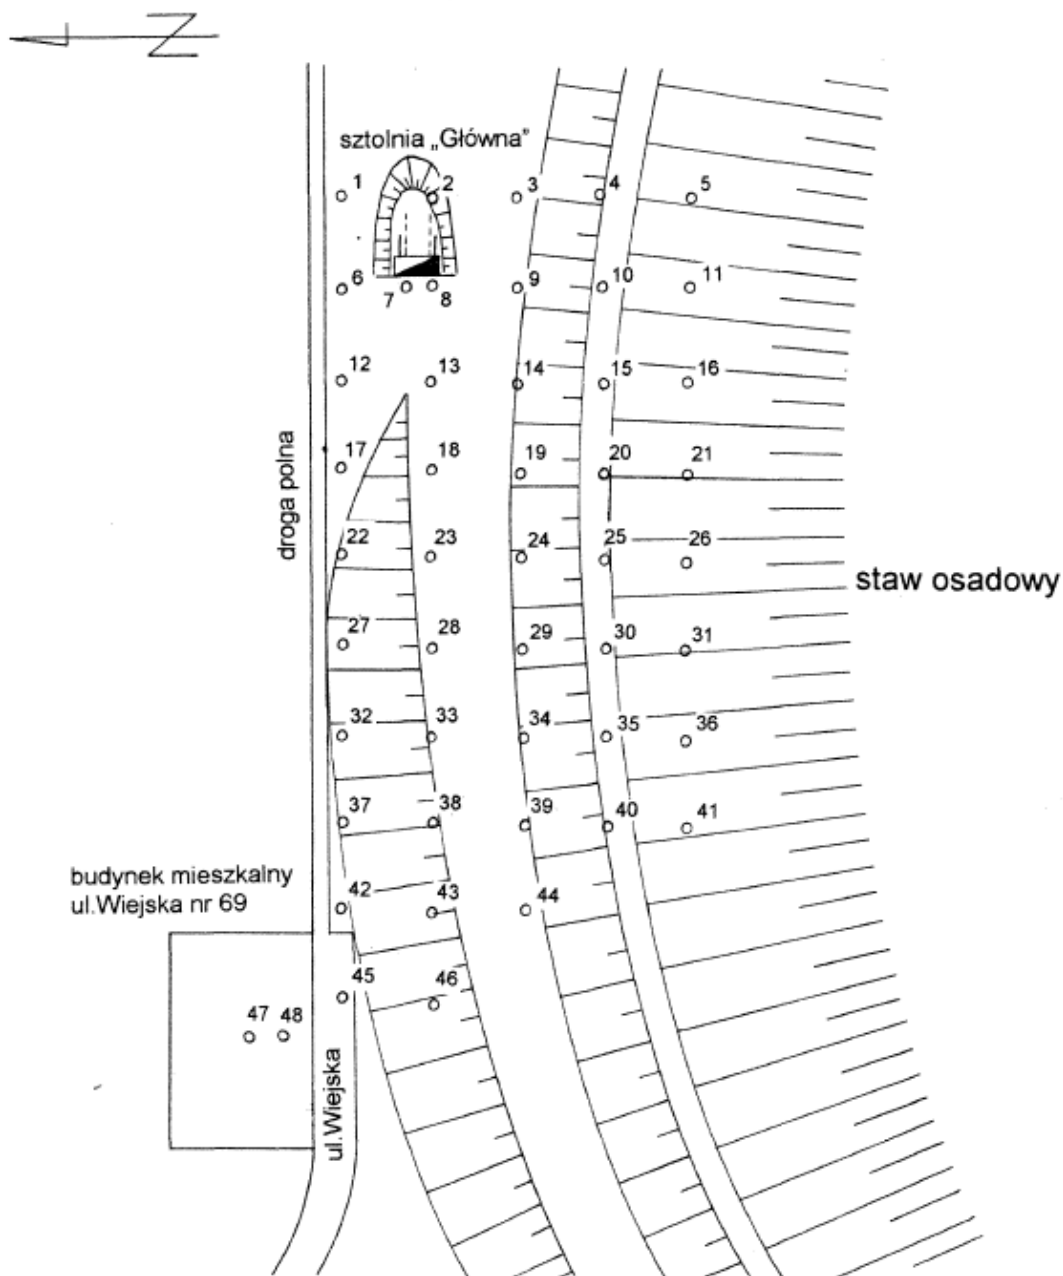 N
sztolnia „Główna”
1 2 3 4 5
6 7 8 9 10 11
12 13 14 15 16
droga polna
17 18 19 20 21
22 23 24 25 26
staw osadowy
27 28 29 30 31
32 33 34 35 36
37 38 39 40 41
budynek mieszkalny
ul.Wiejska nr 69
42 43 44
45 46
47 48
ul.Wiejska